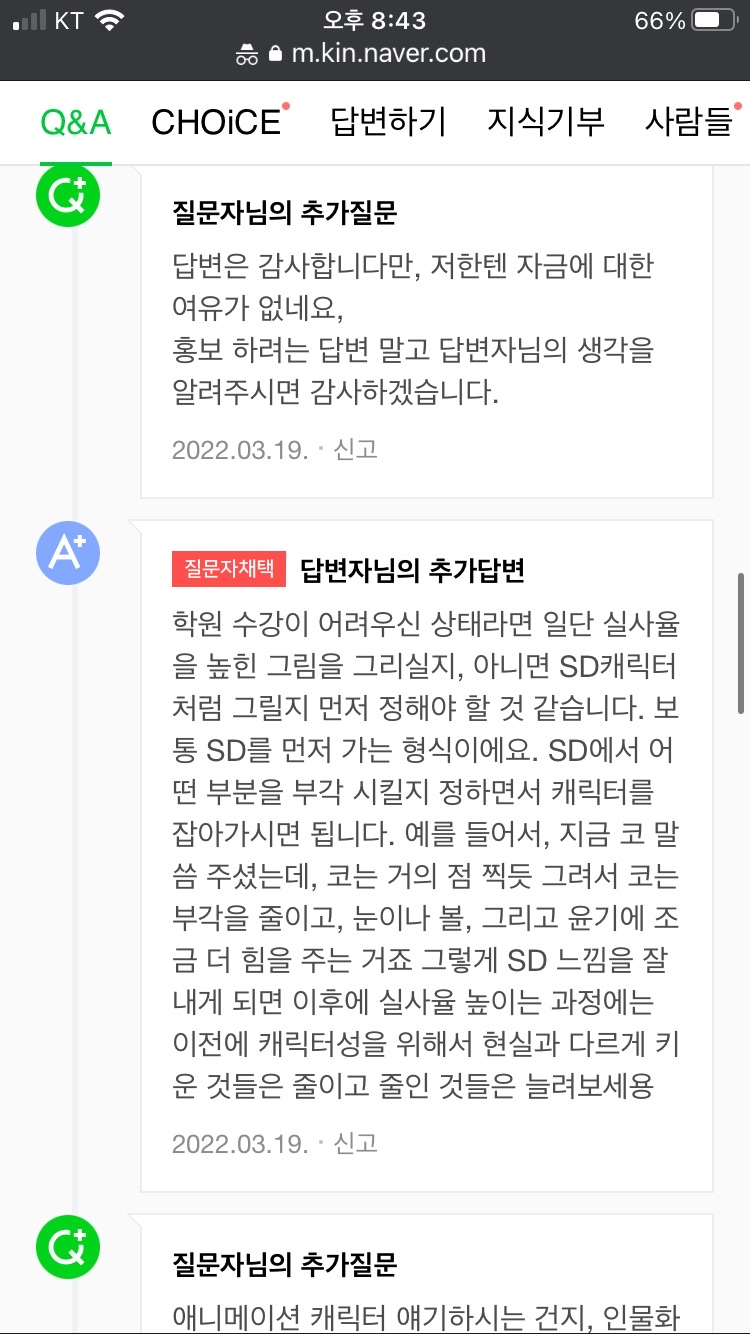 KT 오후 8:43 66%
m.kin.naver.com
Q&A CHOiCE 답변하기 지식기부 사람들
질문자님의 추가질문
답변은 감사합니다만, 저한텐 자금에 대한
여유가 없네요,
홍보 하려는 답변 말고 답변자님의 생각을
알려주시면 감사하겠습니다.
2022.03.19. · 신고
질문자채택 답변자님의 추가답변
학원 수강이 어려우신 상태라면 일단 실사율
을 높힌 그림을 그리실지, 아니면 SD캐릭터
처럼 그릴지 먼저 정해야 할 것 같습니다. 보
통 SD를 먼저 가는 형식이에요. SD에서 어
떤 부분을 부각 시킬지 정하면서 캐릭터를
잡아가시면 됩니다. 예를 들어서, 지금 코 말
씀 주셨는데, 코는 거의 점 찍듯 그려서 코는
부각을 줄이고, 눈이나 볼, 그리고 윤기에 조
금 더 힘을 주는 거죠 그렇게 SD 느낌을 잘
내게 되면 이후에 실사율 높이는 과정에는
이전에 캐릭터성을 위해서 현실과 다르게 키
운 것들은 줄이고 줄인 것들은 늘려보세용
2022.03.19. · 신고
질문자님의 추가질문
애니메이션 캐릭터 얘기하시는 건지, 인물화